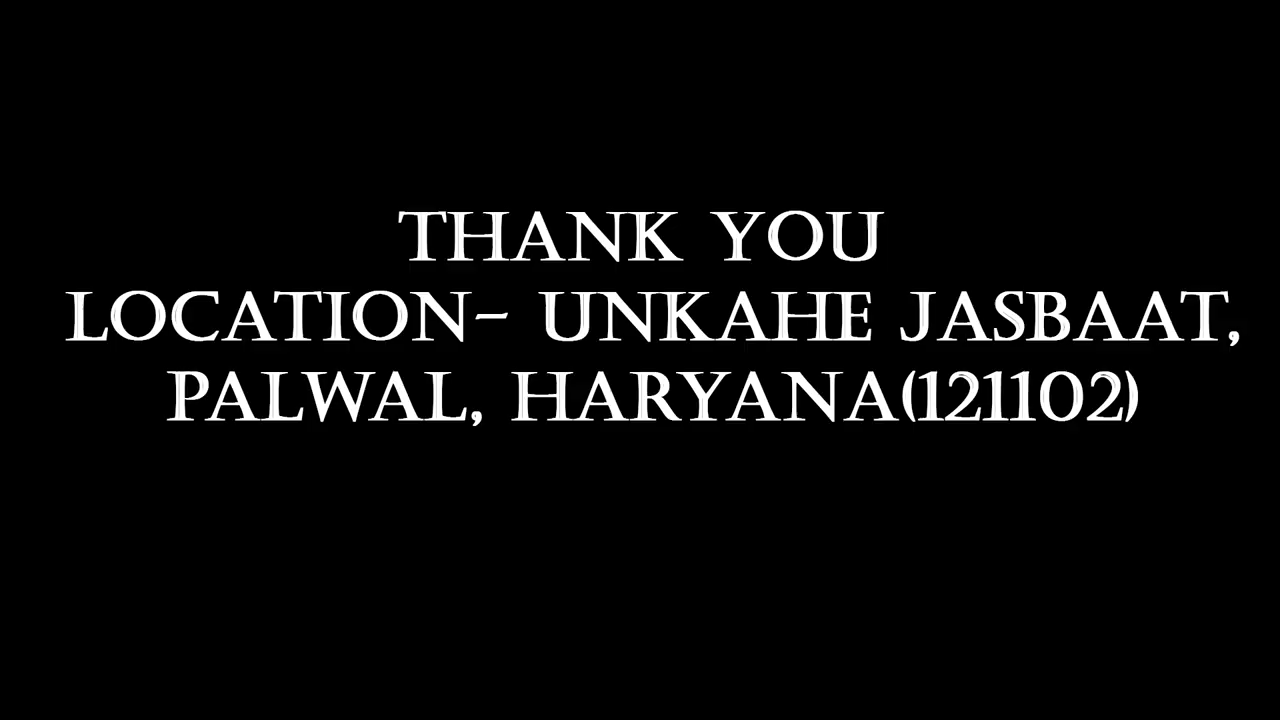 THANK YOU
LOCATION- UNKAHE JASBAAT,
PALWAL, HARYANA(121102)